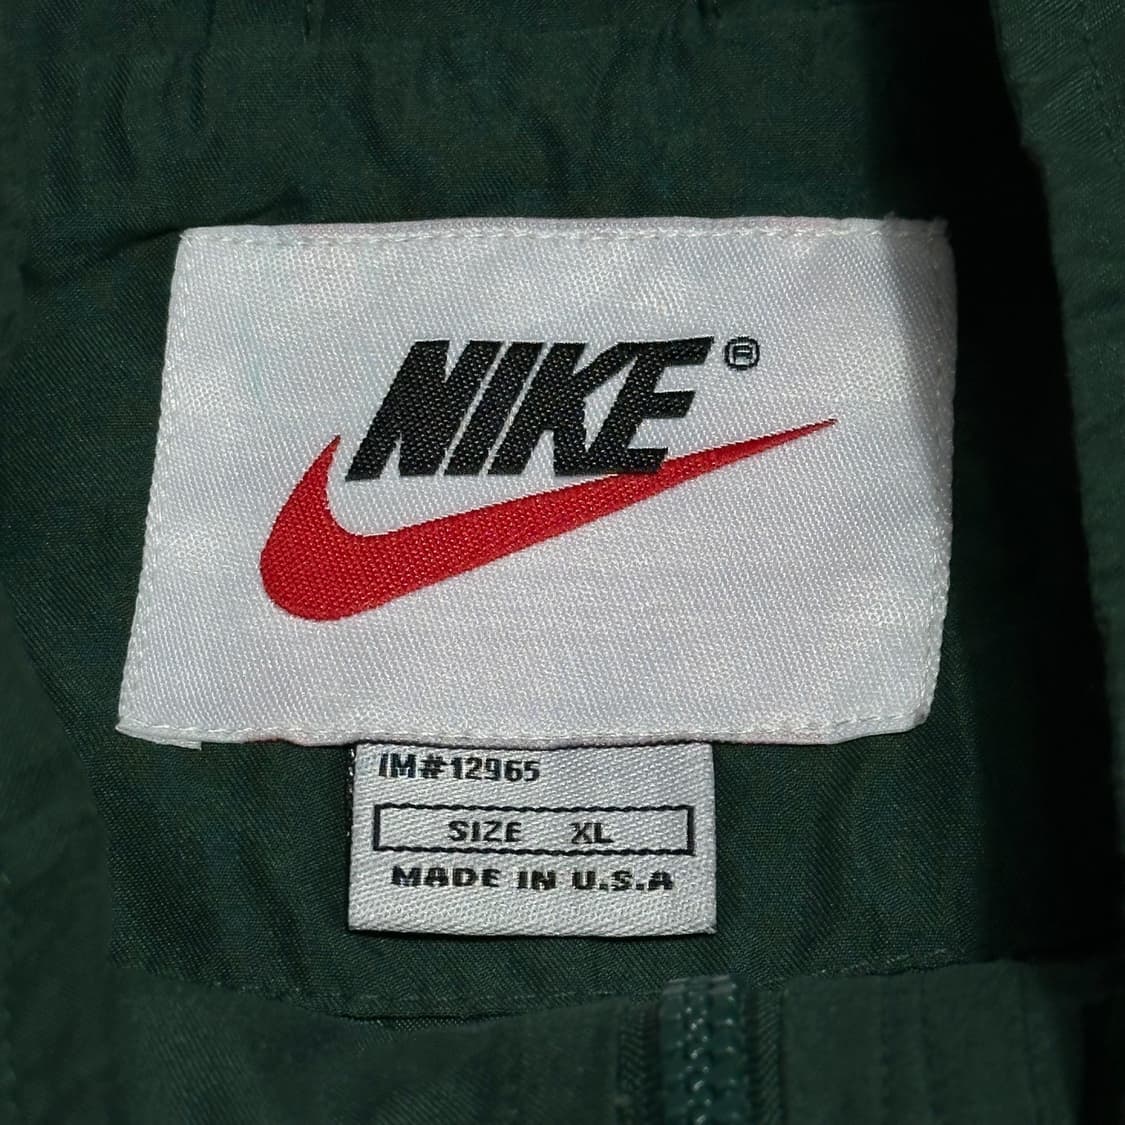 NIKE ®
IM#12965
SIZE XL
MADE IN U.S.A